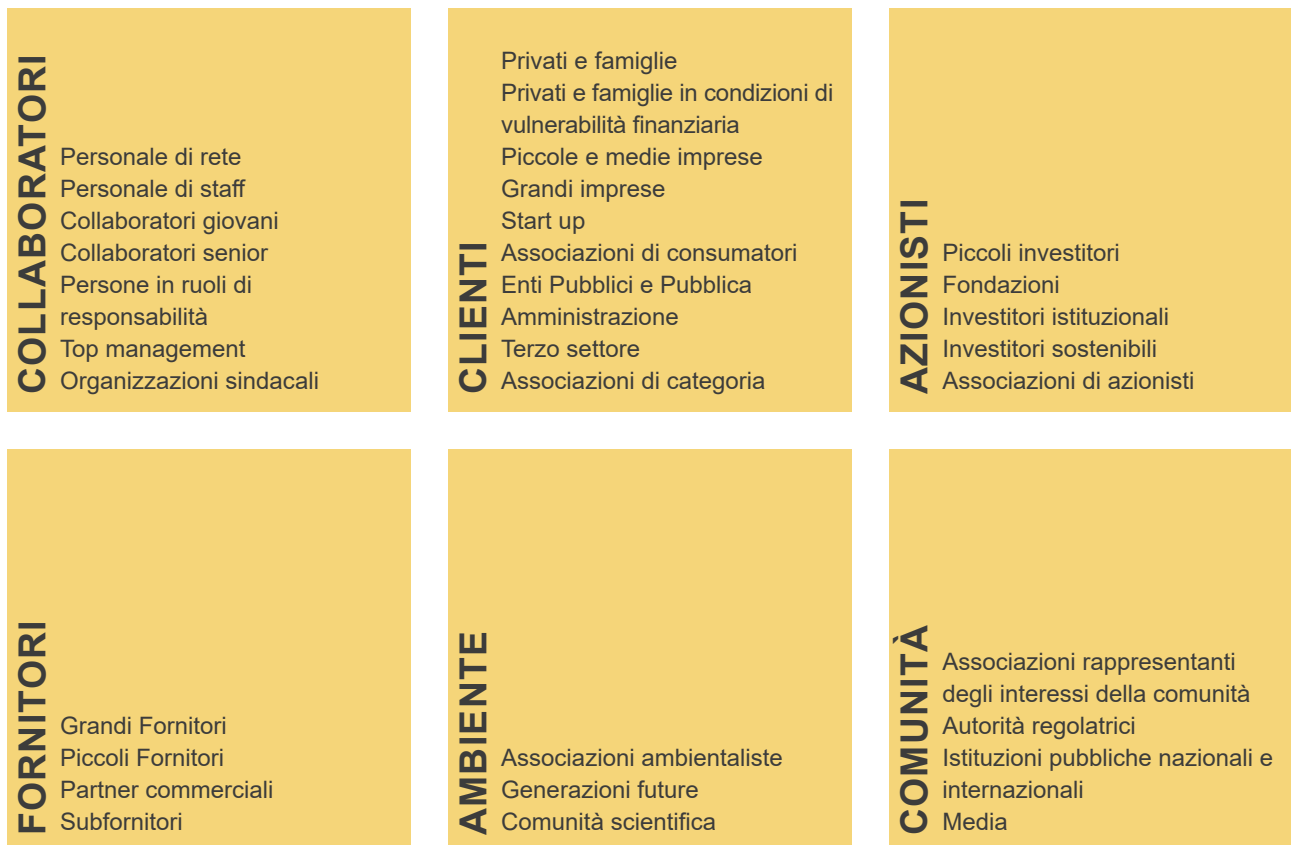 COLLABORATORI
Personale di rete
Personale di staff
Collaboratori giovani
Collaboratori senior
Persone in ruoli di
responsabilità
Top management
Organizzazioni sindacali
CLIENTI
Privati e famiglie
Privati e famiglie in condizioni di
vulnerabilità finanziaria
Piccole e medie imprese
Grandi imprese
Start up
Associazioni di consumatori
Enti Pubblici e Pubblica
Amministrazione
Terzo settore
Associazioni di categoria
AZIONISTI
Piccoli investitori
Fondazioni
Investitori istituzionali
Investitori sostenibili
Associazioni di azionisti
FORNITORI
Grandi Fornitori
Piccoli Fornitori
Partner commerciali
Subfornitori
AMBIENTE
Associazioni ambientaliste
Generazioni future
Comunità scientifica
COMUNITÀ
Associazioni rappresentanti
degli interessi della comunità
Autorità regolatrici
Istituzioni pubbliche nazionali e
internazionali
Media